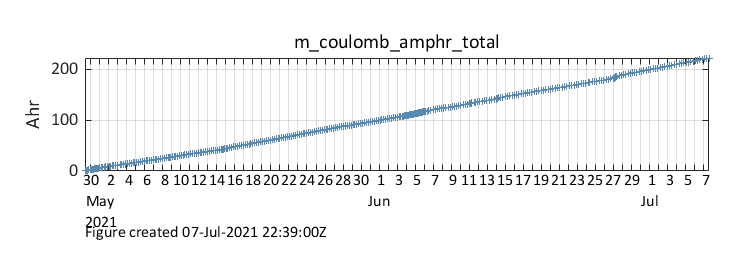 m_coulomb_amphr_total
Ahr
200
100
0
30 2 4 6 8 10 12 14 16 18 20 22 24 26 28 30 1 3 5 7 9 11 13 15 17 19 21 23 25 27 29 1 3 5 7
May Jun Jul
2021
Figure created 07-Jul-2021 22:39:00Z